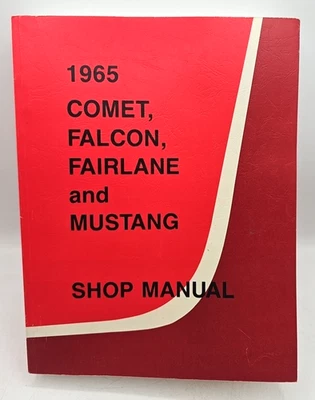 1965
COMET,
FALCON,
FAIRLANE
and
MUSTANG
SHOP MANUAL